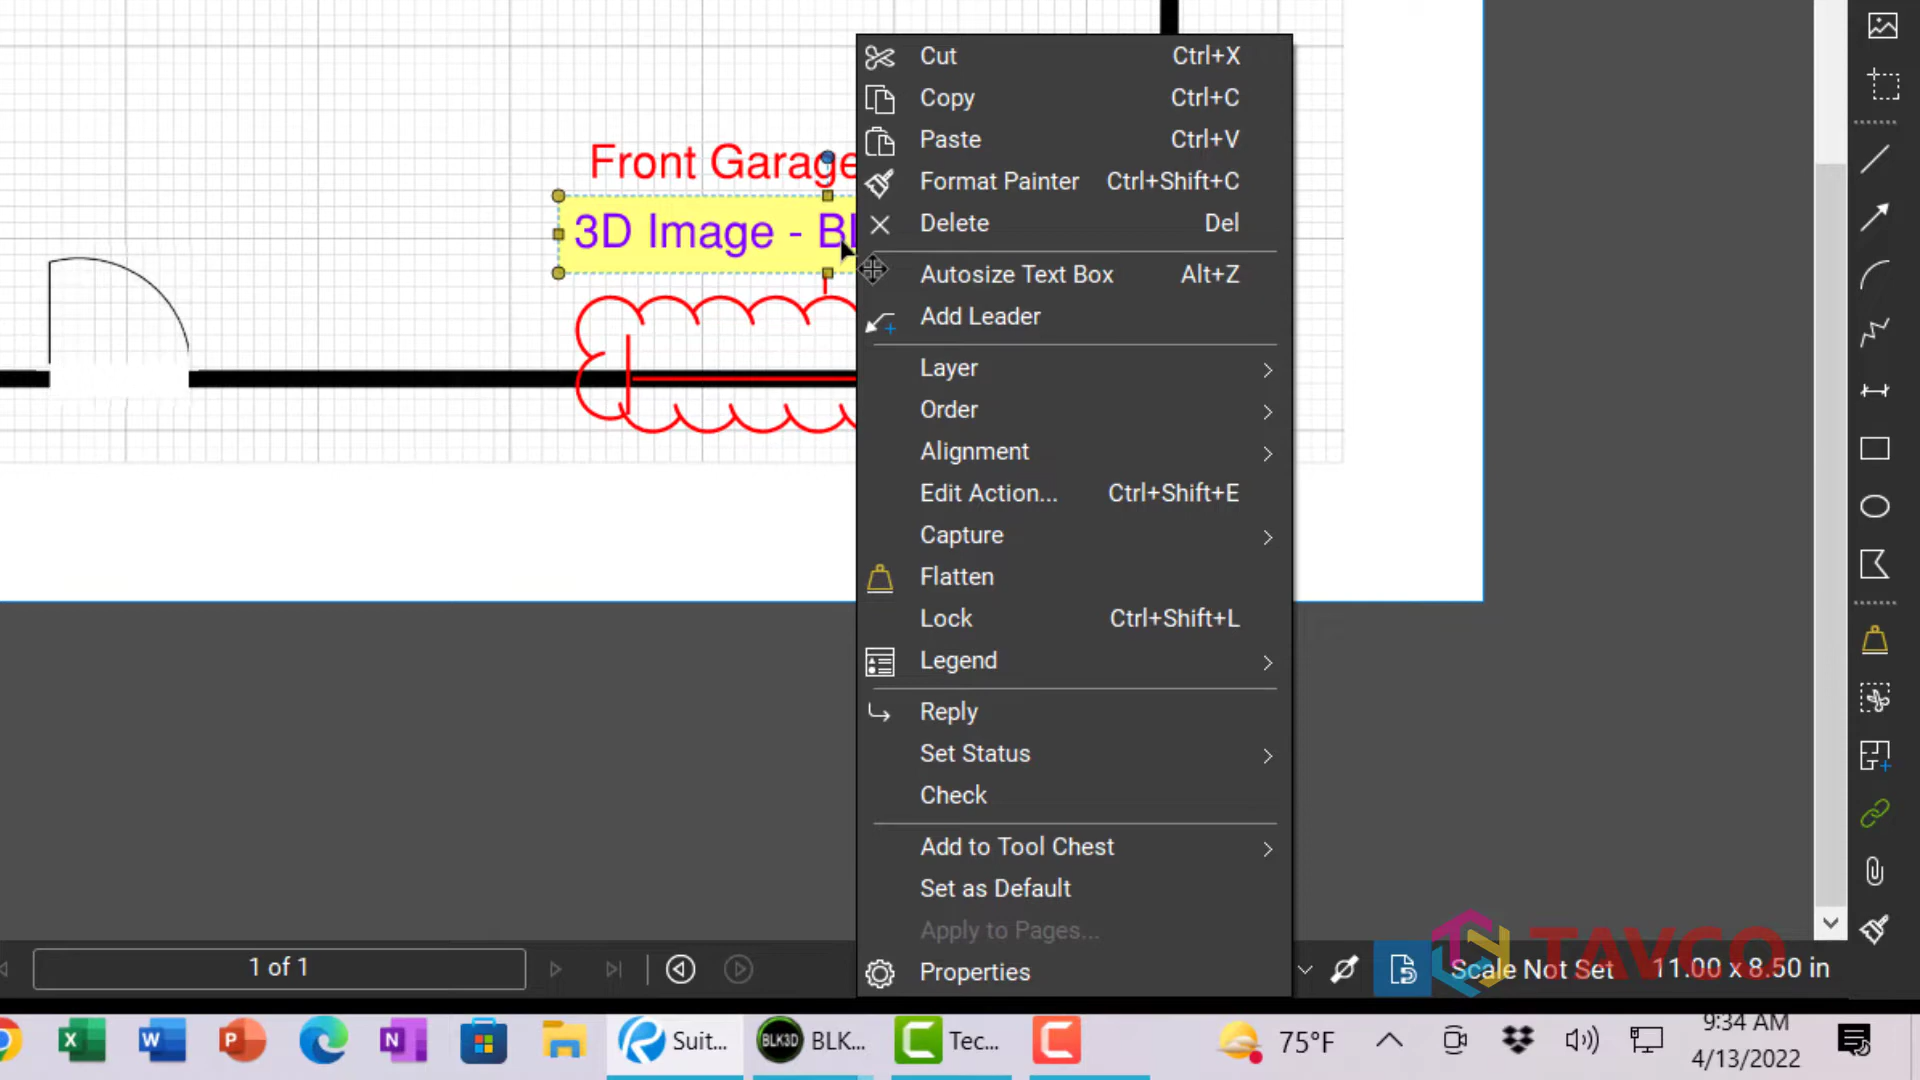 Cut Ctrl+X
Copy Ctrl+C
Paste Ctrl+V
Front Garage
Format Painter Ctrl+Shift+C
Delete Del
3D Image - Bl
Autosize Text Box Alt+Z
Add Leader
Layer
Order
Alignment
Edit Action... Ctrl+Shift+E
Capture
Flatten
Lock Ctrl+Shift+L
Legend
Reply
Set Status
Check
Add to Tool Chest
Set as Default
Apply to Pages...
Properties
1 of 1
TAVCO
Scale Not Set 11.00 x 8.50 in
Suit...
BLK3D
BLK...
Tec...
75°F
9:34 AM
4/13/2022